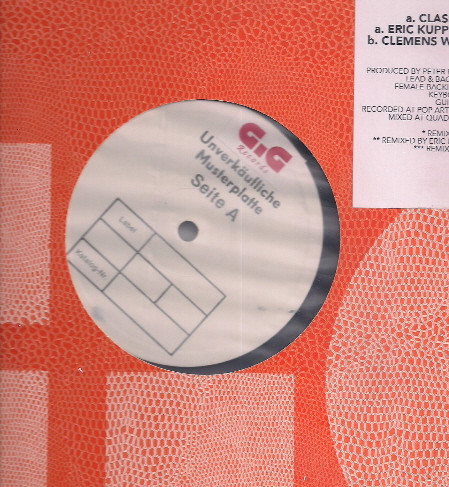 GiG
Records
Unverkäufliche
Musterplatte
Seite A
Label
Katalog-Nr.
a. CLAS
a. ERIC KUPP
b. CLEMENS W
PRODUCED BY PETER
LEAD & BAC
FEMALE BACKI
KEYB
GUI
RECORDED AT POP ART
MIXED AT QUAD
* REMIX
** REMIXED BY ERIC
*** REMIX